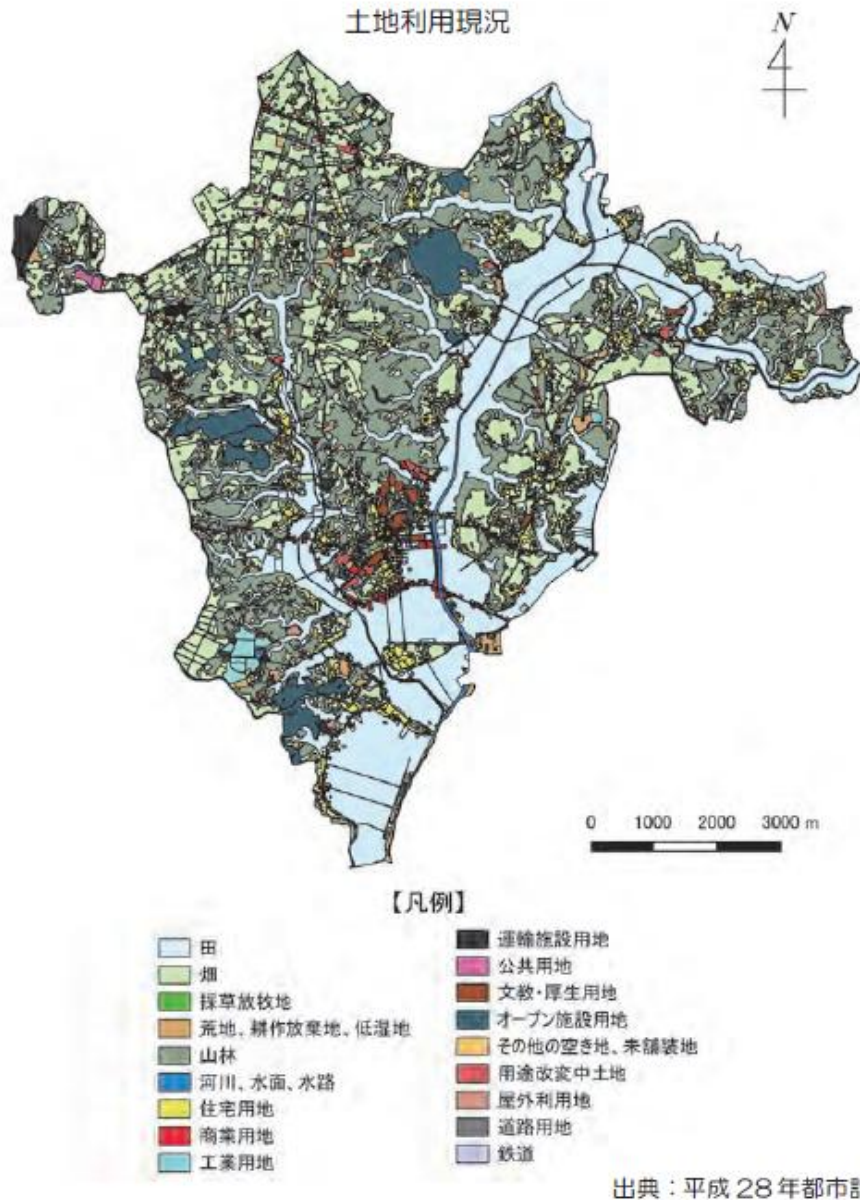 土地利用現況
N
0 1000 2000 3000 m
【凡例】
田
畑
採草放牧地
荒地、耕作放棄地、低湿地
山林
河川、水面、水路
住宅用地
商業用地
工業用地
運輸施設用地
公共用地
文教・厚生用地
オープン施設用地
その他の空き地、未舗装地
用途改変中土地
屋外利用地
道路用地
鉄道
出典：平成28年都市計